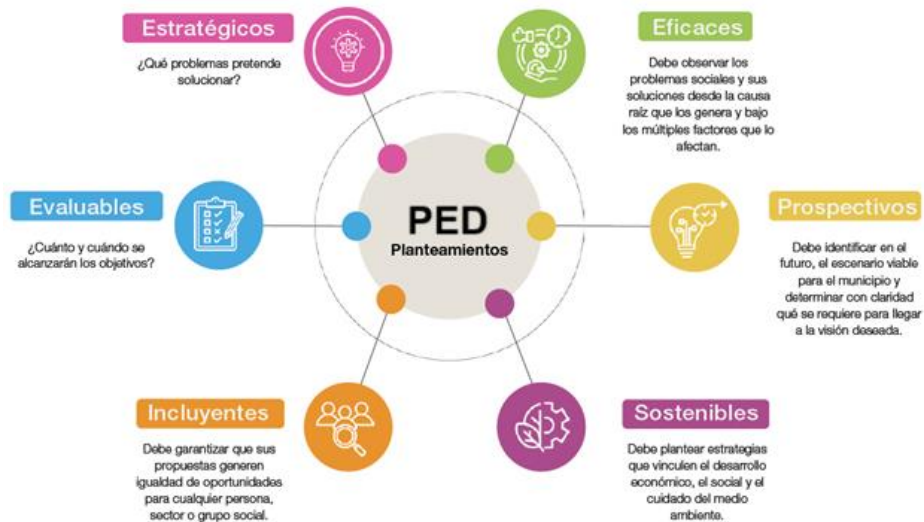 Estratégicos
¿Qué problemas pretende
solucionar?
Eficaces
Debe observar los
problemas sociales y sus
soluciones desde la causa
raíz que los genera y bajo
los múltiples factores que lo
afectan.
Evaluables
¿Cuánto y cuándo se
alcanzarán los objetivos?
PED
Planteamientos
Prospectivos
Debe identificar en el
futuro, el escenario viable
para el municipio y
determinar con claridad
qué se requiere para llegar
a la visión deseada.
Incluyentes
Debe garantizar que sus
propuestas generen
igualdad de oportunidades
para cualquier persona,
sector o grupo social.
Sostenibles
Debe plantear estrategias
que vinculen el desarrollo
económico, el social y el
cuidado del medio
ambiente.